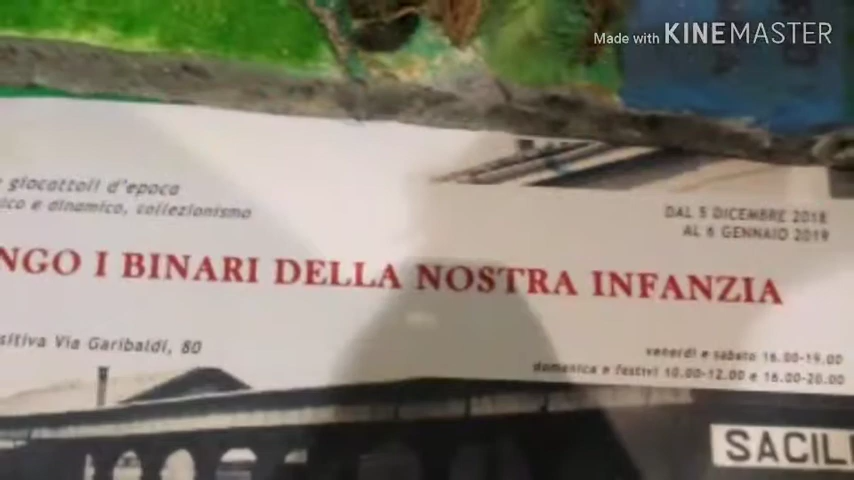 Made with KINEMASTER
giocattoli d'epoca
ico e dinamico, collezionismo
DAL 5 DICEMBRE 2018
AL 6 GENNAIO 2019
NGO I BINARI DELLA NOSTRA INFANZIA
sitiva Via Garibaldi, 80
venerdì e sabato 16.00-19.00
domenica e festivi 10.00-12.00 e 16.00-20.00
SACIL